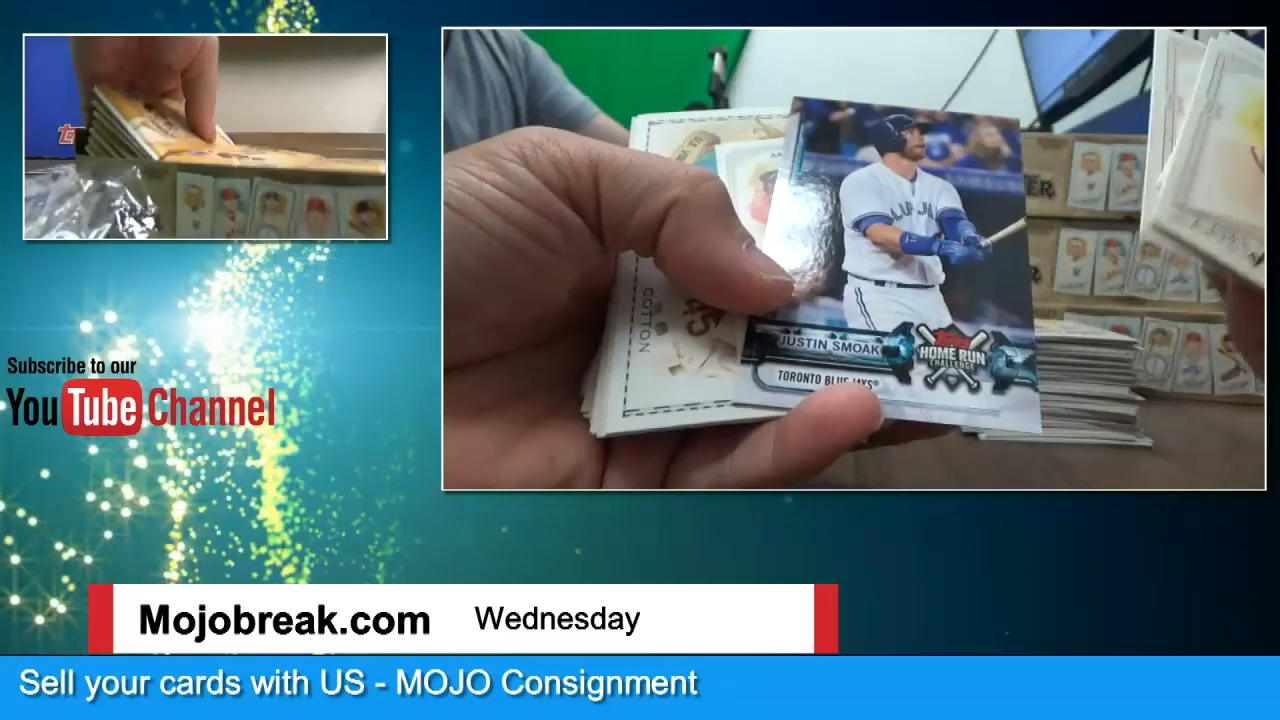 JUSTIN SMOAK
TORONTO BLUE JAYS®
Topps
HOME RUN
CHALLENGE
45
COTTON
Subscribe to our
YouTube Channel
Mojobreak.com Wednesday
Sell your cards with US - MOJO Consignment